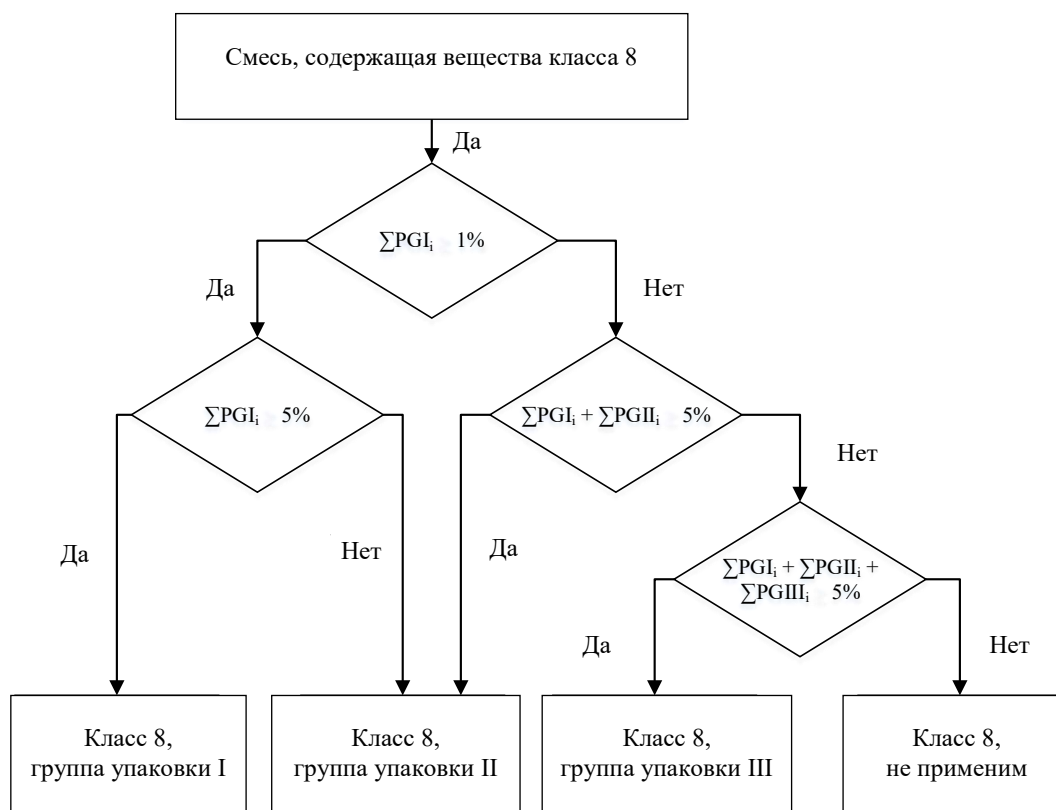 Смесь, содержащая вещества класса 8
Да
∑PGIᵢ ≥ 1%
Да
Нет
∑PGIᵢ ≥ 5%
∑PGIᵢ + ∑PGIIᵢ ≥ 5%
Нет
Да
Нет
Да
∑PGIᵢ + ∑PGIIᵢ +
∑PGIIIᵢ ≥ 5%
Да
Нет
Класс 8,
группа упаковки I
Класс 8,
группа упаковки II
Класс 8,
группа упаковки III
Класс 8,
не применим